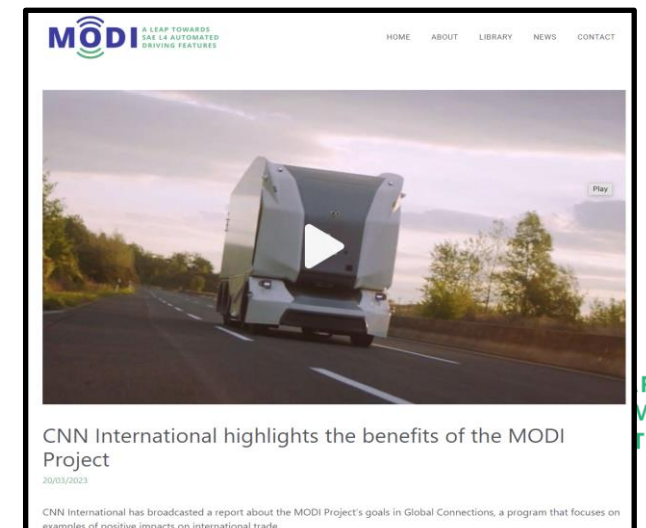 MODI
A LEAP TOWARDS
SAE L4 AUTOMATED
DRIVING FEATURES
HOME ABOUT LIBRARY NEWS CONTACT
Play
CNN International highlights the benefits of the MODI
Project
20/03/2023
CNN International has broadcasted a report about the MODI Project's goals in Global Connections, a program that focuses on
examples of positive impacts on international trade